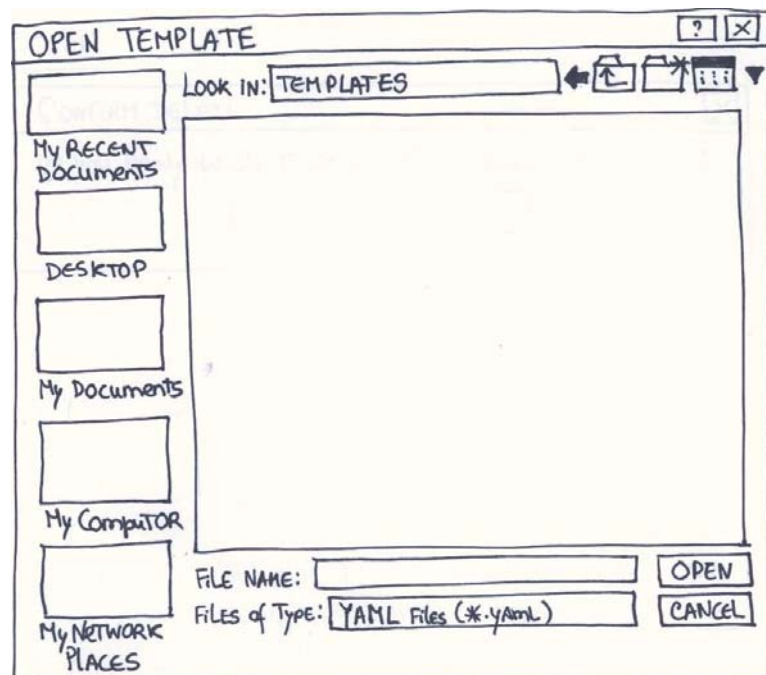 OPEN TEMPLATE
? X
LOOK IN: TEMPLATES
My RECENT
DOCUMENTS
DESKTOP
My DOCUMENTS
My CompuTOR
My NETWORK
PLACES
FILE NAME:
OPEN
FILES of TYPE: YAML Files (*.yAmL)
CANCEL